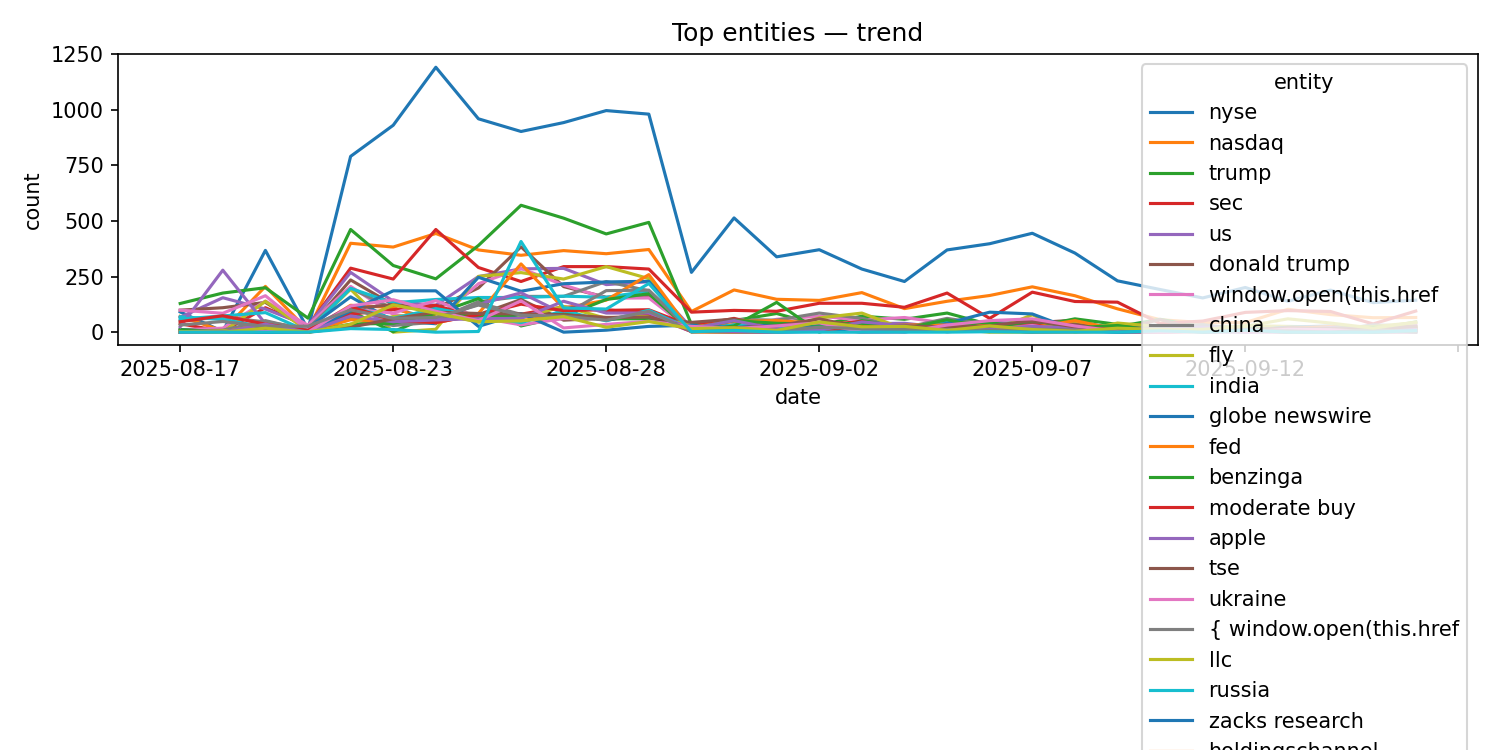 Top entities — trend
1250
1000
750
500
250
0
count
2025-08-17
2025-08-23
2025-08-28
2025-09-02
2025-09-07
2025-09-12
date
entity
nyse
nasdaq
trump
sec
us
donald trump
window.open(this.href
china
fly
india
globe newswire
fed
benzinga
moderate buy
apple
tse
ukraine
{ window.open(this.href
llc
russia
zacks research
holdingschannel